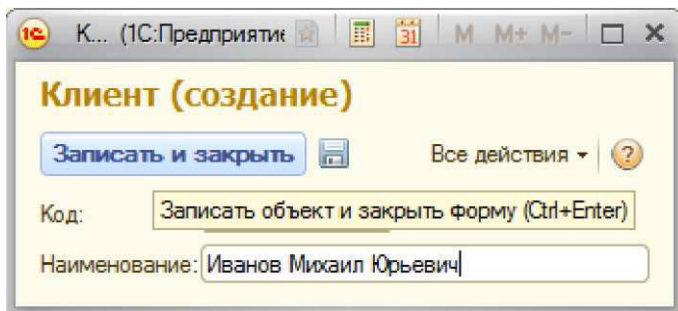 К... (1С:Предприятие M M+ M-
Клиент (создание)
Записать и закрыть Все действия
Код: Записать объект и закрыть форму (Ctrl+Enter)
Наименование: Иванов Михаил Юрьевич